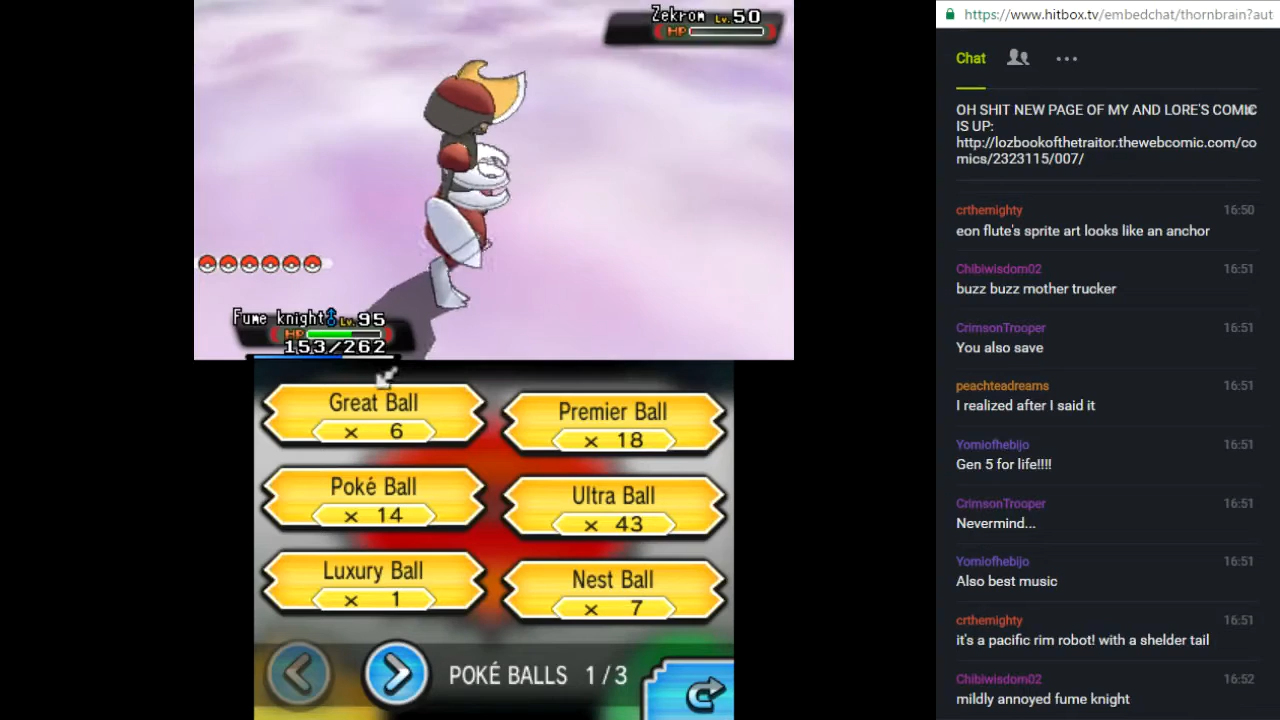 Zekrom Lv.50
HP
Fume knight♂ Lv.95
HP
153/262
Great Ball
× 6
Premier Ball
× 18
Poké Ball
× 14
Ultra Ball
× 43
Luxury Ball
× 1
Nest Ball
× 7
POKÉ BALLS 1/3
https://www.hitbox.tv/embedchat/thornbrain?aut
Chat
OH SHIT NEW PAGE OF MY AND LORE'S COMIC
IS UP:
http://lozbookofthetraitor.thewebcomic.com/co
mics/2323115/007/
crthemighty 16:50
eon flute's sprite art looks like an anchor
Chibiwisdom02 16:51
buzz buzz mother trucker
CrimsonTrooper 16:51
You also save
peachteadreams 16:51
I realized after I said it
Yomiofhebijo 16:51
Gen 5 for life!!!!
CrimsonTrooper 16:51
Nevermind...
Yomiofhebijo 16:51
Also best music
crthemighty 16:51
it's a pacific rim robot! with a shelder tail
Chibiwisdom02 16:52
mildly annoyed fume knight